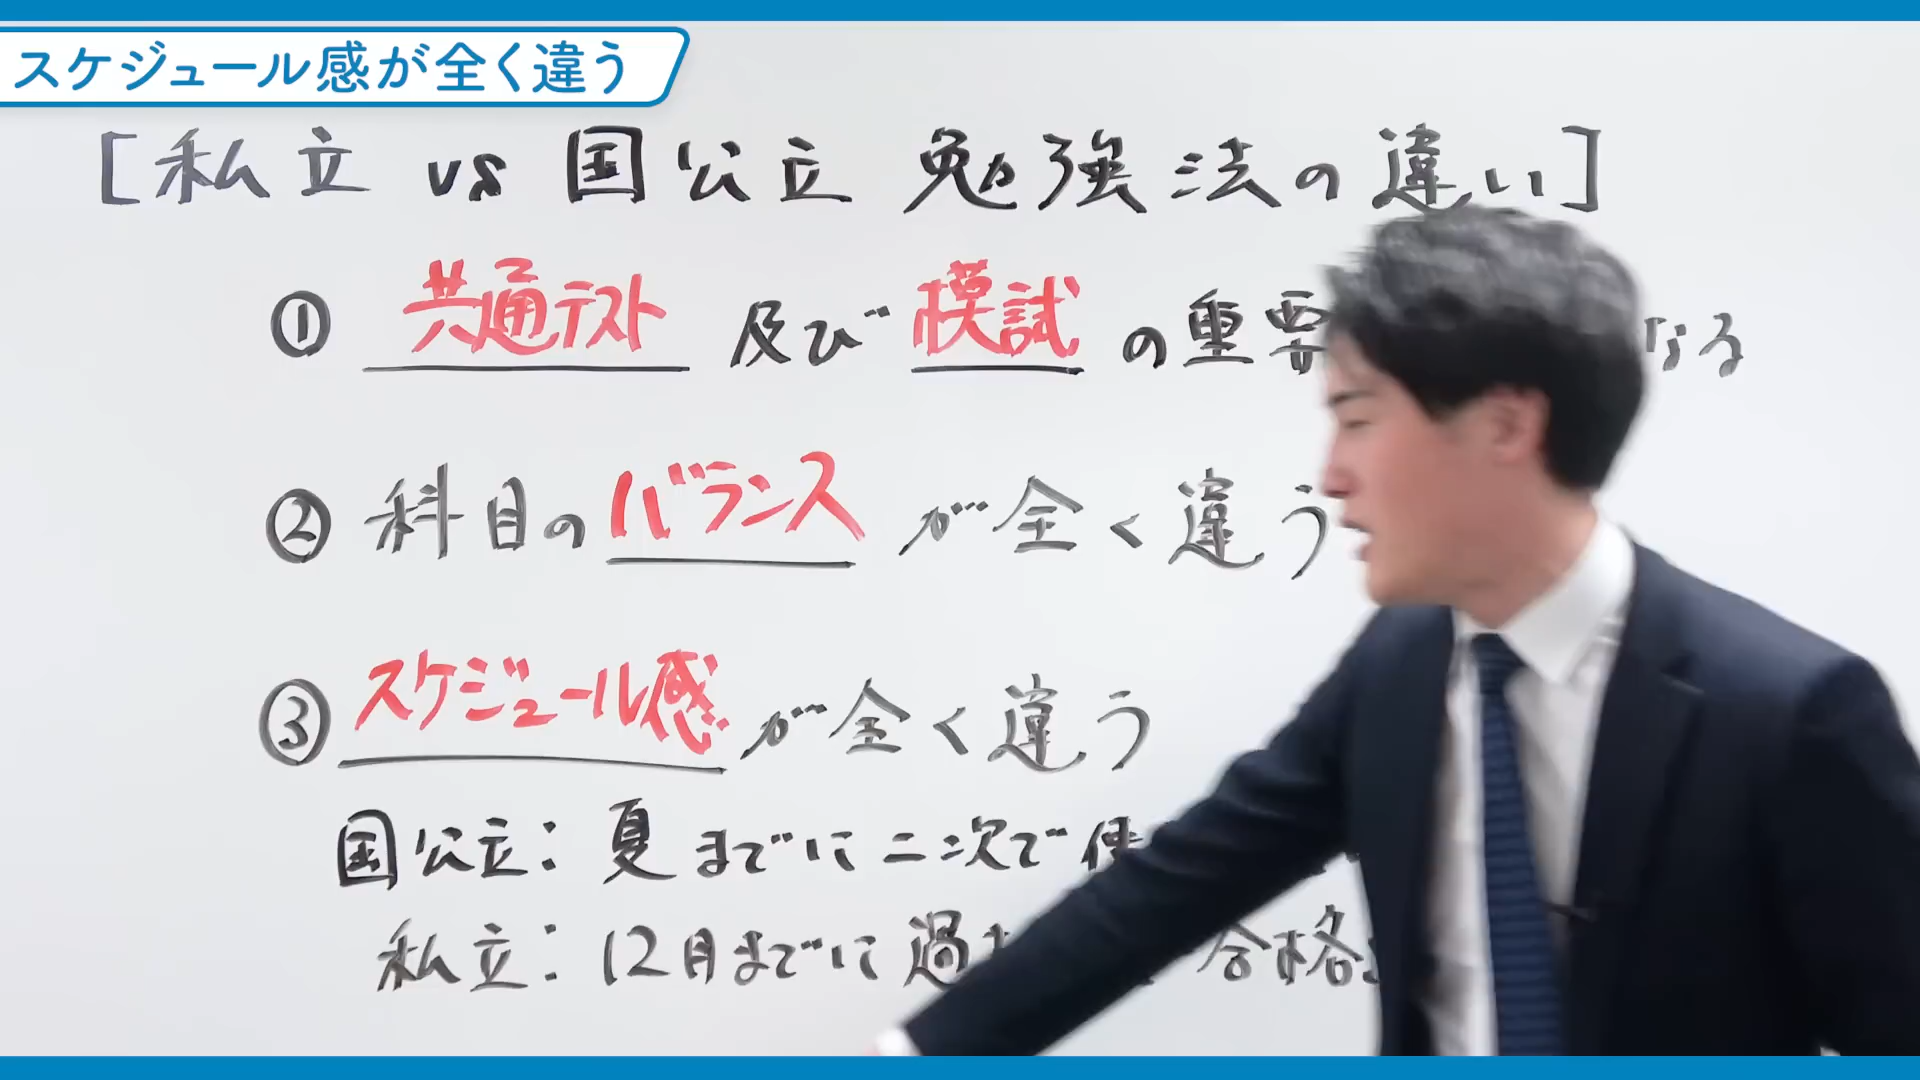 スケジュール感が全く違う
[私立 vs 国公立 勉強法の違い]
① 共通テスト 及び 模試 の重要 なる
② 科目のバランス が全く違う
③ スケジュール感 が全く違う
国公立：夏までに二次で
私立：12月までに過 合格